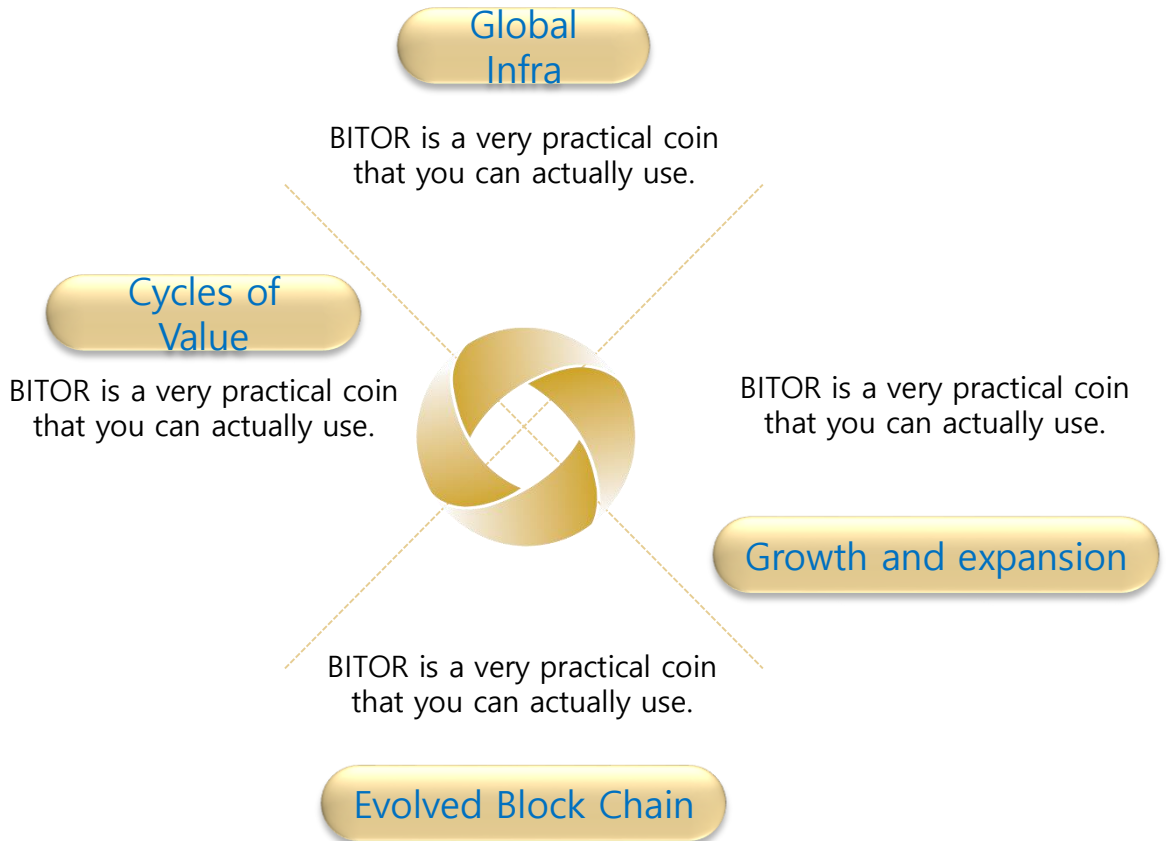 Global
Infra
BITOR is a very practical coin
that you can actually use.
Cycles of
Value
BITOR is a very practical coin
that you can actually use.
BITOR is a very practical coin
that you can actually use.
Growth and expansion
BITOR is a very practical coin
that you can actually use.
Evolved Block Chain